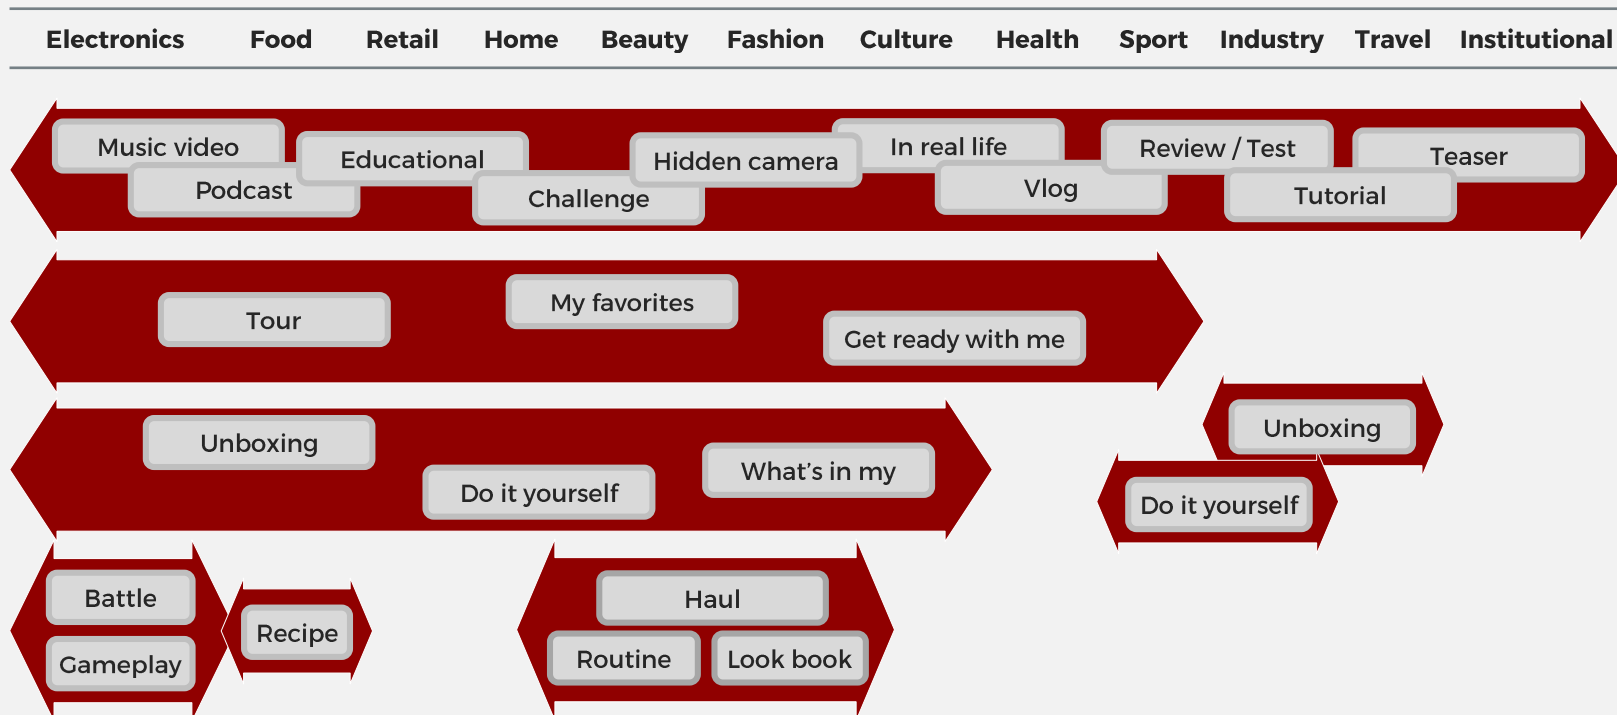 Electronics Food Retail Home Beauty Fashion Culture Health Sport Industry Travel Institutional
Music video
Educational
Hidden camera
In real life
Review / Test
Teaser
Podcast
Challenge
Vlog
Tutorial
Tour
My favorites
Get ready with me
Unboxing
Do it yourself
What’s in my
Unboxing
Do it yourself
Battle
Gameplay
Recipe
Haul
Routine
Look book